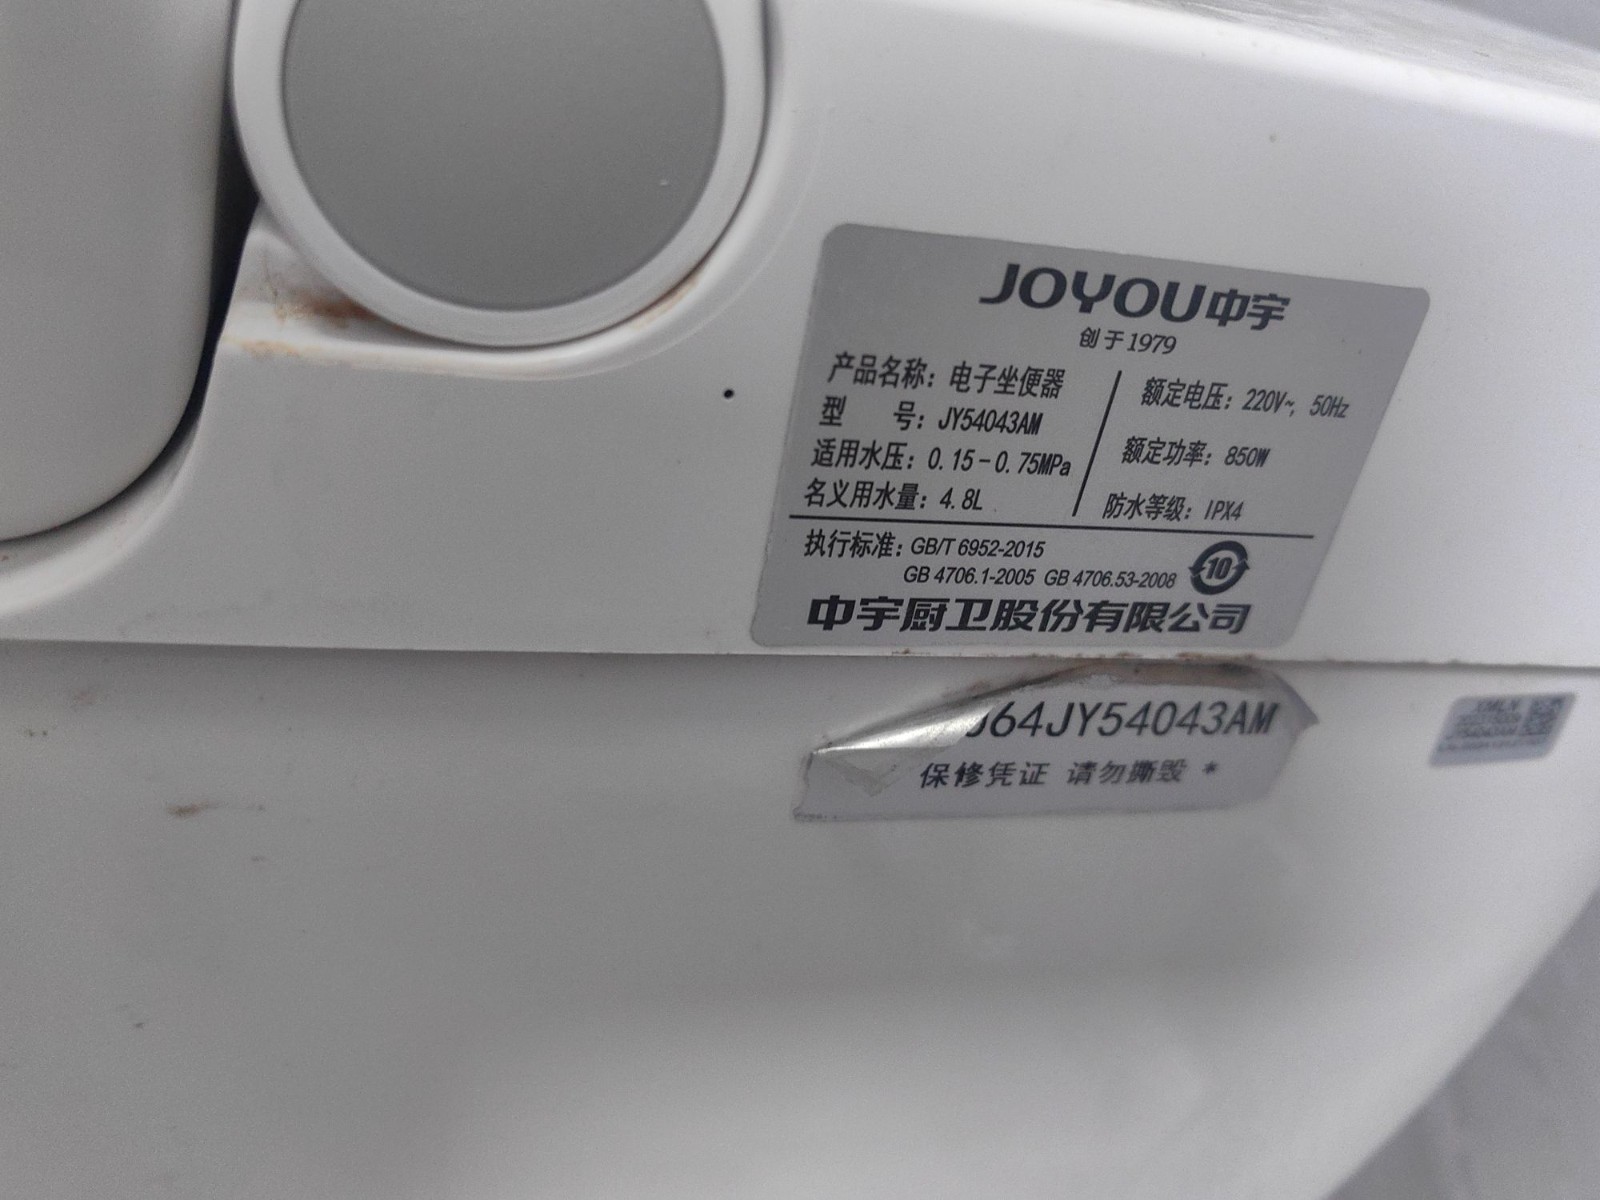 JOYOU中宇
创于1979
产品名称：电子坐便器
型 号：JY54043AM
适用水压：0.15-0.75MPa
名义用水量：4.8L
额定电压：220V~, 50Hz
额定功率：850W
防水等级：IPX4
执行标准：GB/T 6952-2015
GB 4706.1-2005 GB 4706.53-2008
10
中宇厨卫股份有限公司
64JY54043AM
保修凭证 请勿撕毁 *